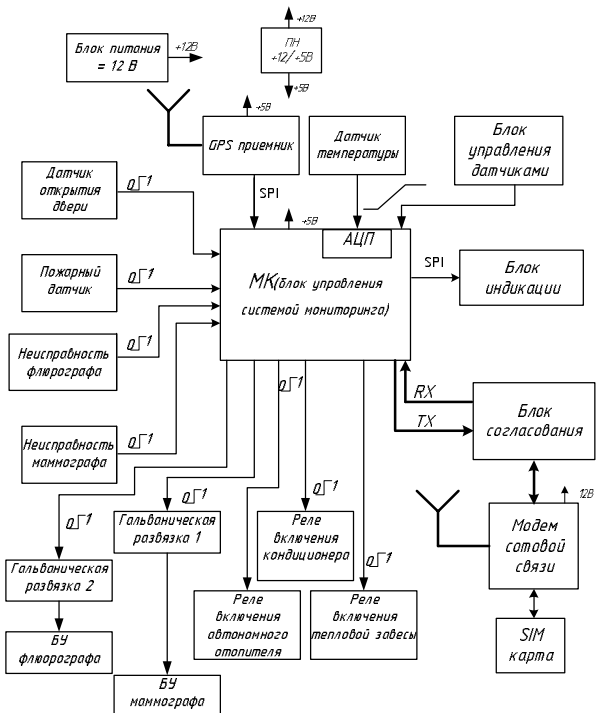 +12В
Блок питания
= 12 В
+12В
ПН
+12/+5В
+5В
+5В
GPS приемник
Датчик
температуры
Блок
управления
датчиками
Датчик
открытия
двери
0 1
SPI
+5В
АЦП
МК(блок управления
системой мониторинга)
SPI
Блок
индикации
Пожарный
датчик
0 1
Неисправность
флюрографа
0 1
0 1
RX
TX
Блок
согласования
Неисправность
маммографа
0 1
0 1
0 1
0 1
12В
Гальваническая
развязка 1
Реле
включения
кондиционера
Модем
сотовой
связи
Гальваническая
развязка 2
0 1
Реле
включения
автономного
отопителя
Реле
включения
тепловой завесы
БУ
флюорографа
SIM
карта
БУ
маммографа